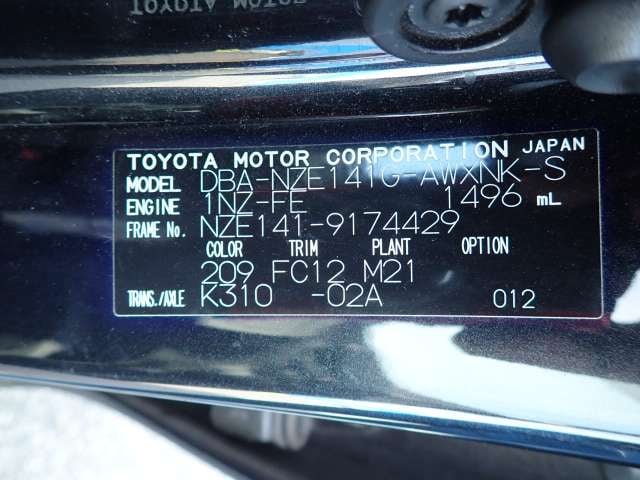 TOYOTA MOTOR CORPORATION JAPAN
MODEL DBA-NZE141G-AWXNK-S
ENGINE 1NZ-FE 1496 mL
FRAME No. NZE141-9174429
COLOR TRIM PLANT OPTION
209 FC12 M21
TRANS./AXLE K310 -02A 012